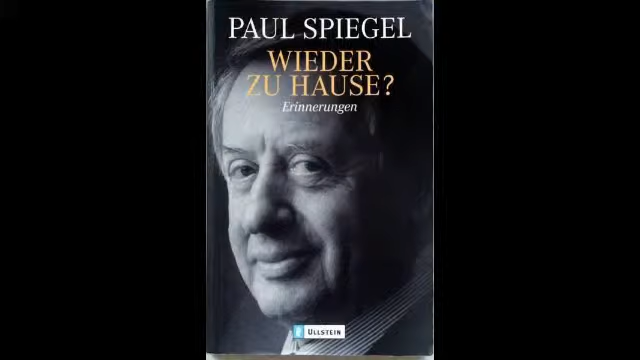 PAUL SPIEGEL
WIEDER
ZU HAUSE?
Erinnerungen
ULLSTEIN